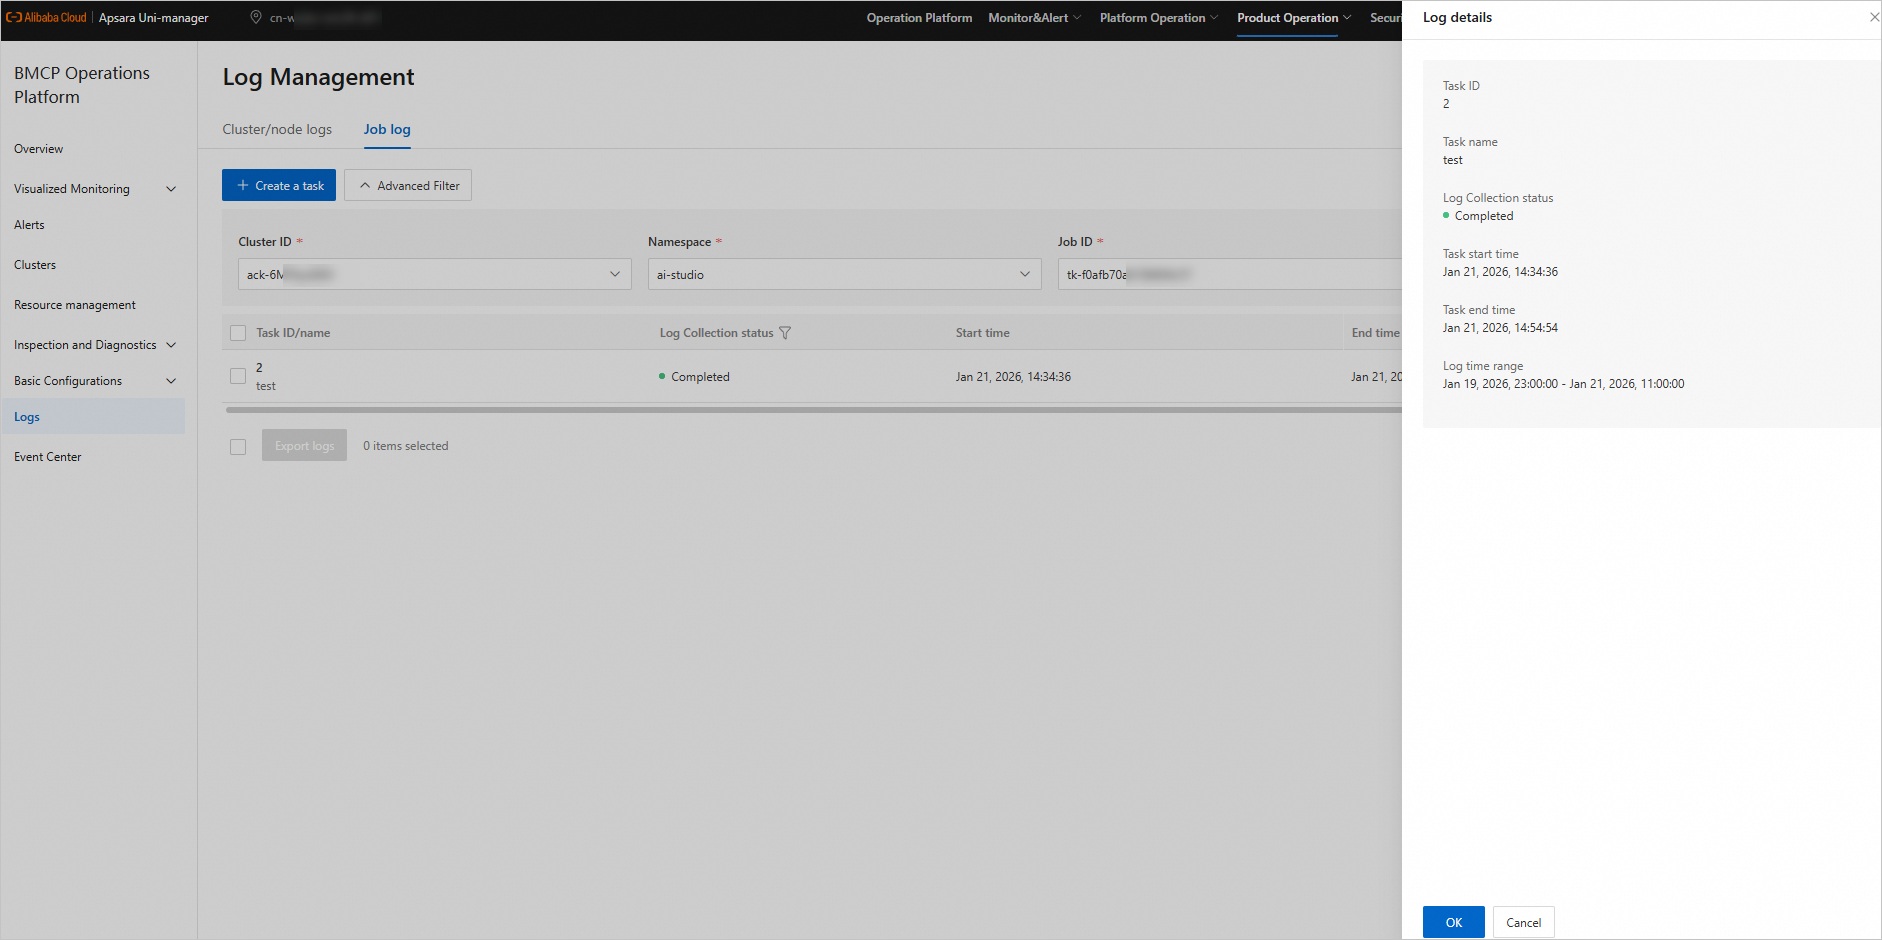 Alibaba Cloud | Apsara Uni-manager
Operation Platform Monitor&Alert Platform Operation Product Operation
BMCP Operations
Platform
Overview
Visualized Monitoring
Alerts
Clusters
Resource management
Inspection and Diagnostics
Basic Configurations
Logs
Event Center
Log Management
Cluster/node logs Job log
+ Create a task Advanced Filter
Cluster ID * Namespace * Job ID *
ai-studio
Task ID/name Log Collection status Start time End time
2
test
Completed Jan 21, 2026, 14:34:36 Jan 21, 20
Export logs 0 items selected
Log details
Task ID
2
Task name
test
Log Collection status
Completed
Task start time
Jan 21, 2026, 14:34:36
Task end time
Jan 21, 2026, 14:54:54
Log time range
Jan 19, 2026, 23:00:00 - Jan 21, 2026, 11:00:00
OK Cancel